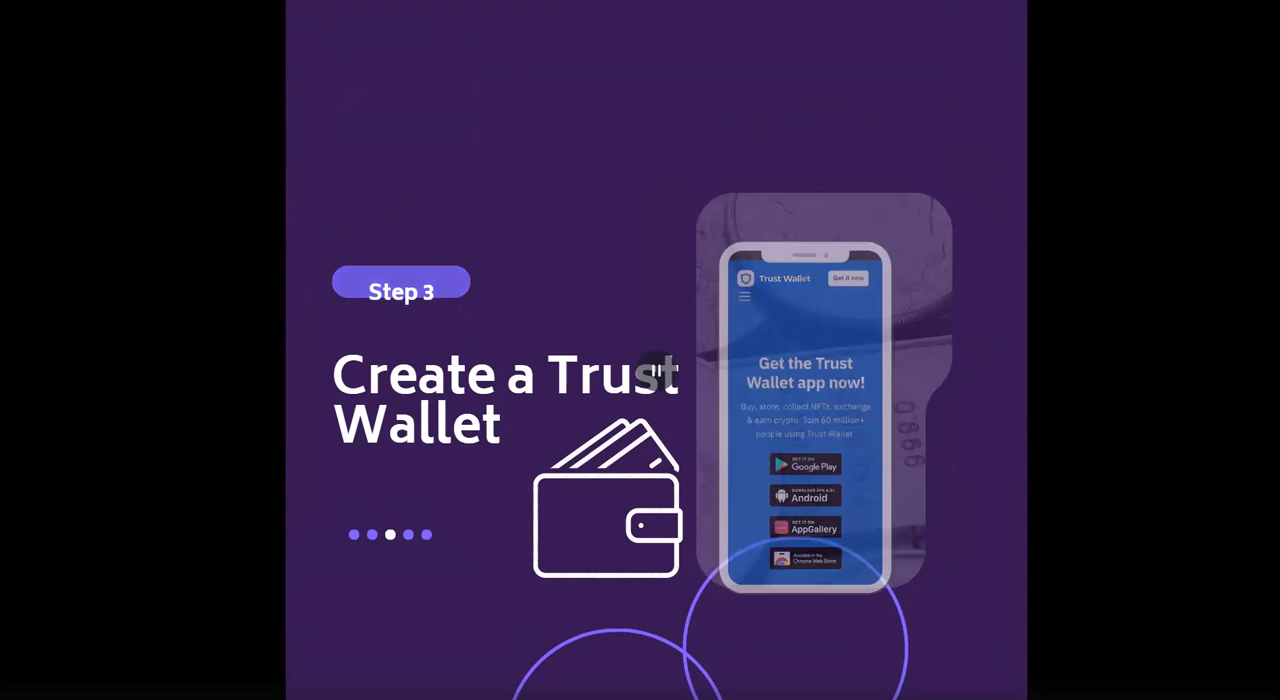 Step 3
Create a Trust
Wallet
Trust Wallet
Get it now
Get the Trust
Wallet app now!
Buy, store, collect NFTs, exchange
& earn crypto. Join 60 million+
people using Trust Wallet
GET IT ON
Google Play
Android
GET IT ON
AppGallery
Available in the
Chrome Web Store